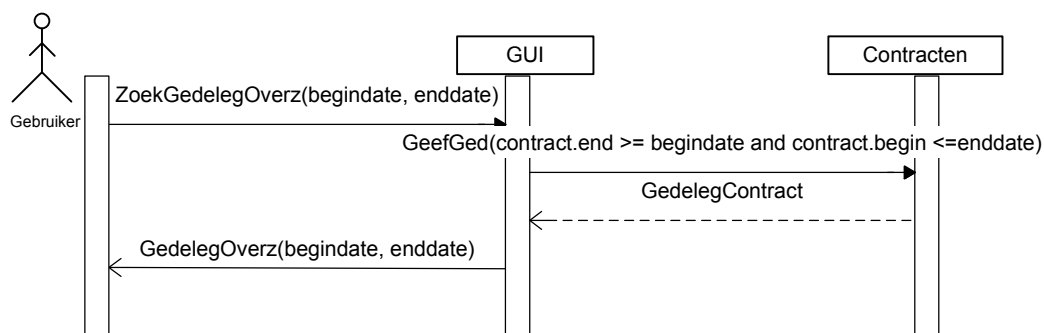 GUI
Contracten
ZoekGedelegOverz(begindate, enddate)
Gebruiker
GeefGed(contract.end >= begindate and contract.begin <=enddate)
GedelegContract
GedelegOverz(begindate, enddate)